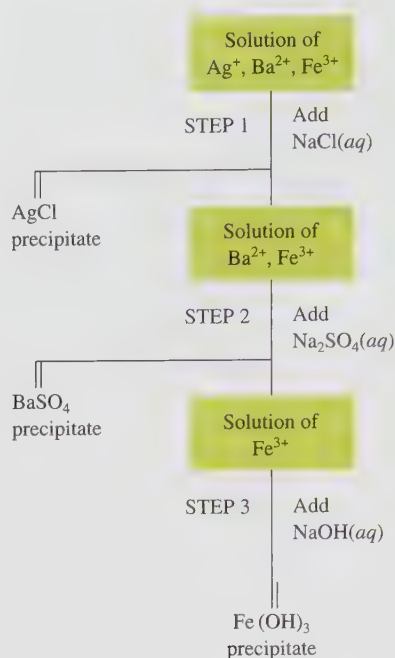 Solution of
Ag⁺, Ba²⁺, Fe³⁺
STEP 1
Add
NaCl(aq)
AgCl
precipitate
Solution of
Ba²⁺, Fe³⁺
STEP 2
Add
Na₂SO₄(aq)
BaSO₄
precipitate
Solution of
Fe³⁺
STEP 3
Add
NaOH(aq)
Fe (OH)₃
precipitate